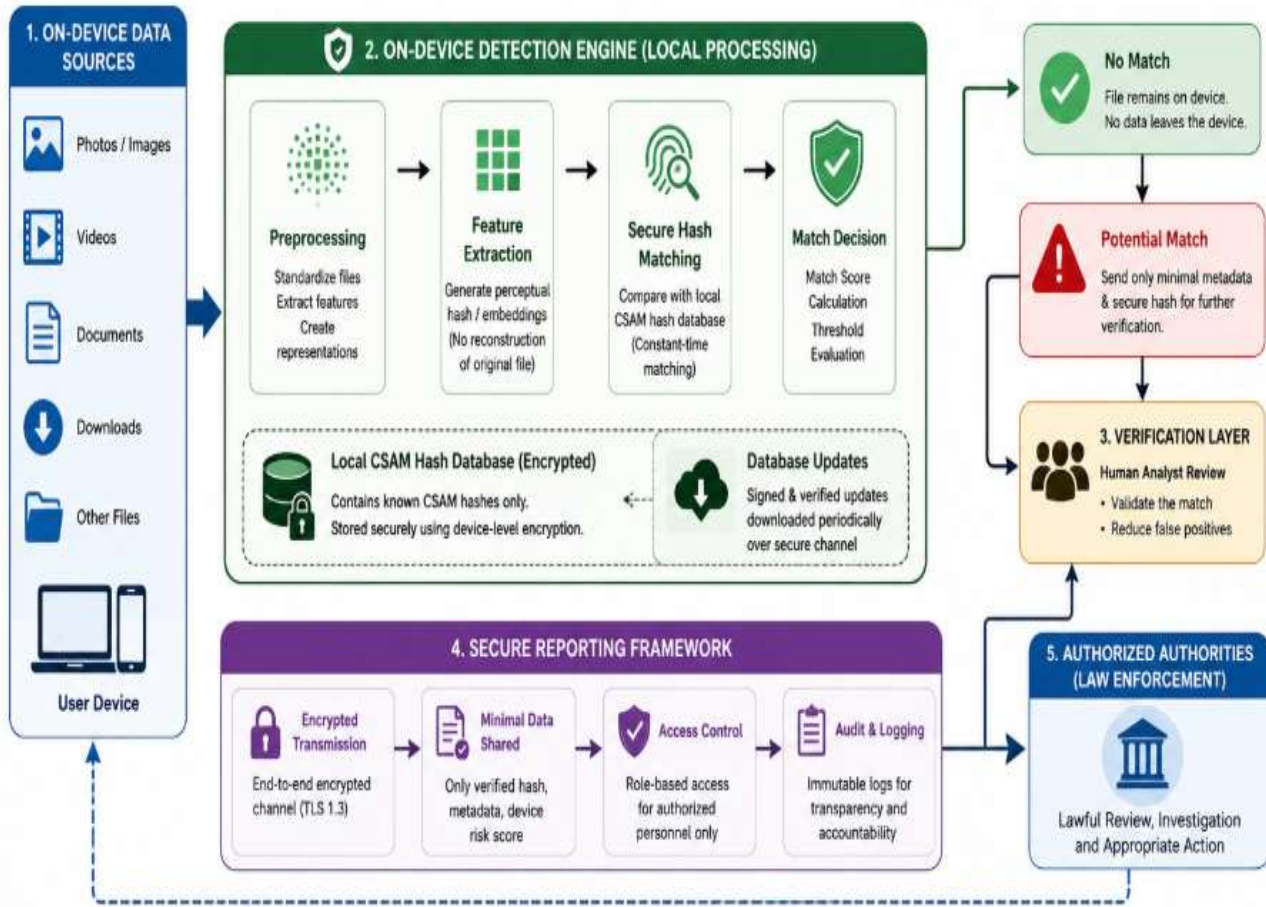 1. ON-DEVICE DATA
SOURCES
Photos / Images
Videos
Documents
Downloads
Other Files
User Device
2. ON-DEVICE DETECTION ENGINE (LOCAL PROCESSING)
Preprocessing
Standardize files
Extract features
Create
representations
Feature
Extraction
Generate perceptual
hash / embeddings
(No reconstruction
of original file)
Secure Hash
Matching
Compare with local
CSAM hash database
(Constant-time
matching)
Match Decision
Match Score
Calculation
Threshold
Evaluation
Local CSAM Hash Database (Encrypted)
Contains known CSAM hashes only.
Stored securely using device-level encryption.
Database Updates
Signed & verified updates
downloaded periodically
over secure channel
No Match
File remains on device.
No data leaves the device.
Potential Match
Send only minimal metadata
& secure hash for further
verification.
3. VERIFICATION LAYER
Human Analyst Review
• Validate the match
• Reduce false positives
4. SECURE REPORTING FRAMEWORK
Encrypted
Transmission
End-to-end encrypted
channel (TLS 1.3)
Minimal Data
Shared
Only verified hash,
metadata, device
risk score
Access Control
Role-based access
for authorized
personnel only
Audit & Logging
Immutable logs for
transparency and
accountability
5. AUTHORIZED AUTHORITIES
(LAW ENFORCEMENT)
Lawful Review, Investigation
and Appropriate Action